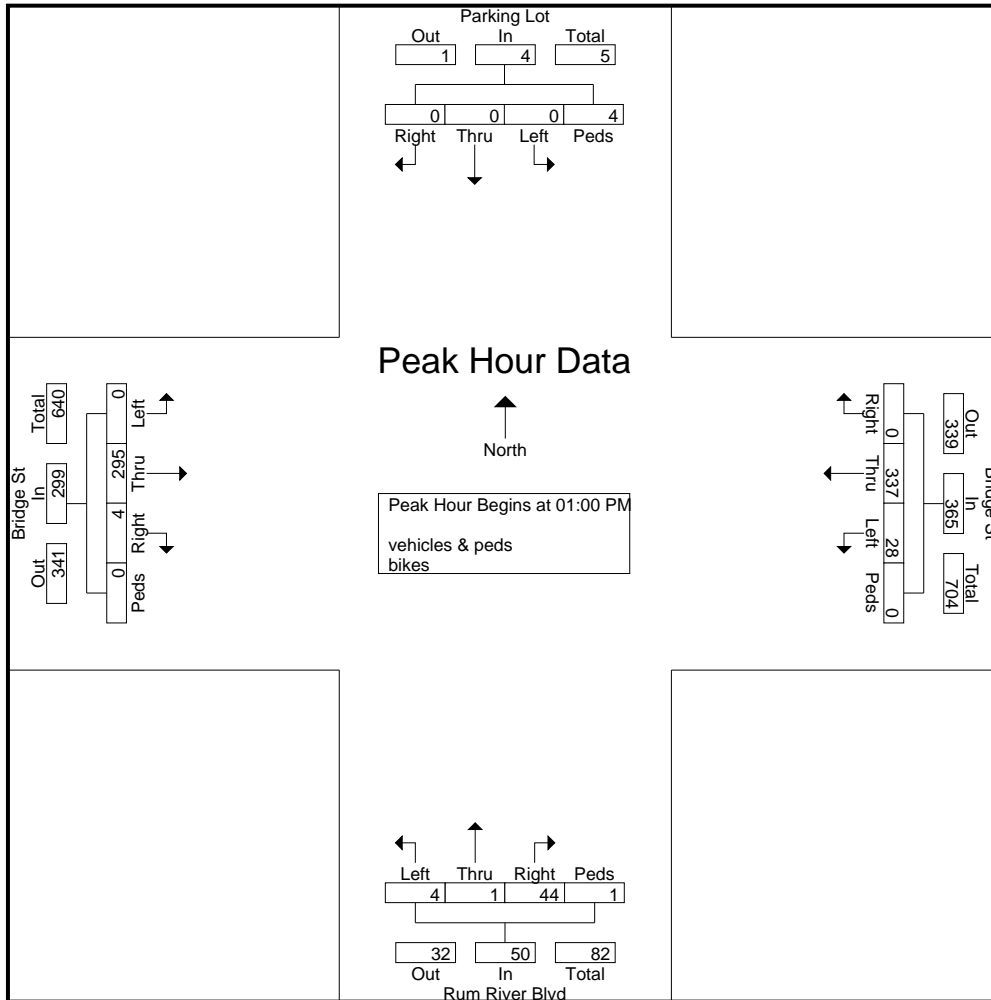 Parking Lot
Out In Total
1 4 5
0 0 0 4
Right Thru Left Peds
Peak Hour Data
North
Peak Hour Begins at 01:00 PM
vehicles & peds
bikes
Bridge St
Total In Out
640 299 341
0 295 4 0
Left Thru Right Peds
Right Thru Left Peds
0 337 28 0
Out In Total
339 365 704
Bridge St
Left Thru Right Peds
4 1 44 1
32 50 82
Out In Total
Rum River Blvd